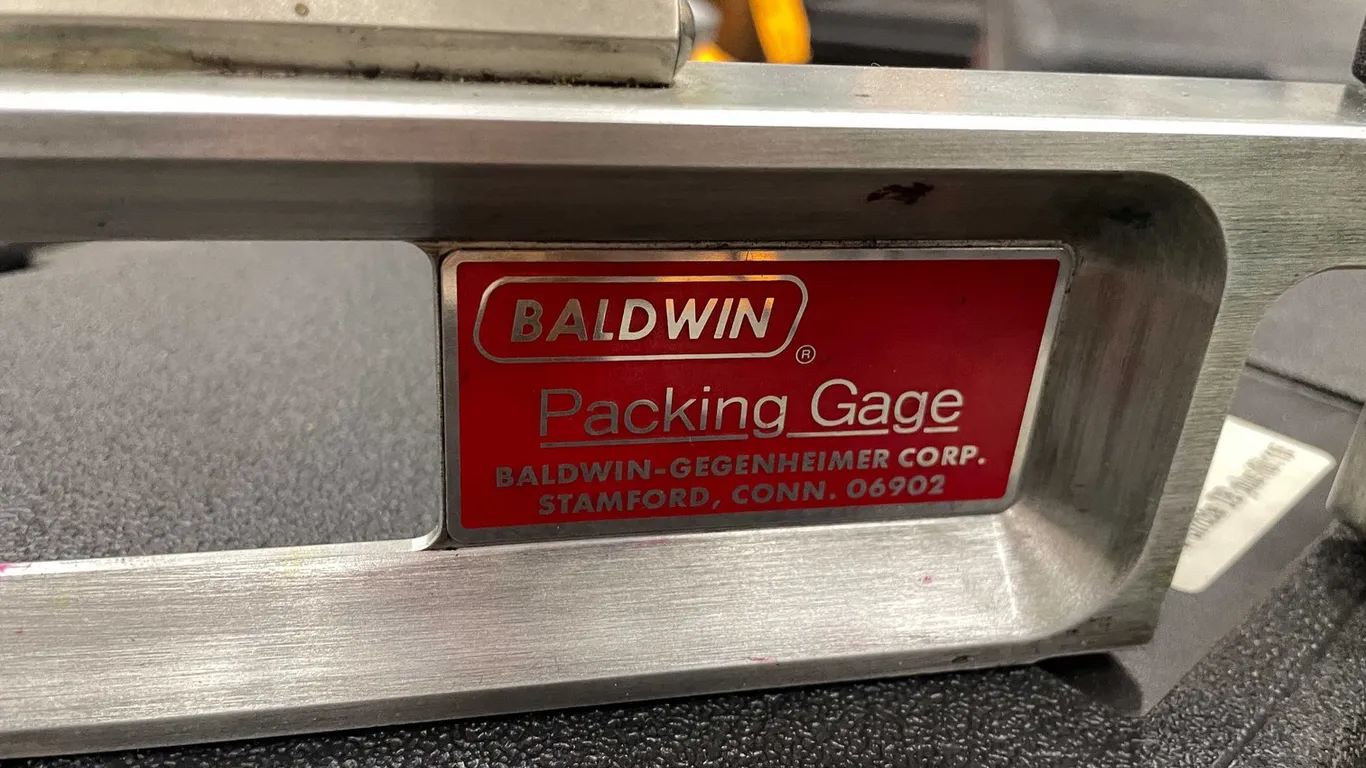 BALDWIN
®
Packing Gage
BALDWIN-GEGENHEIMER CORP.
STAMFORD, CONN. 06902